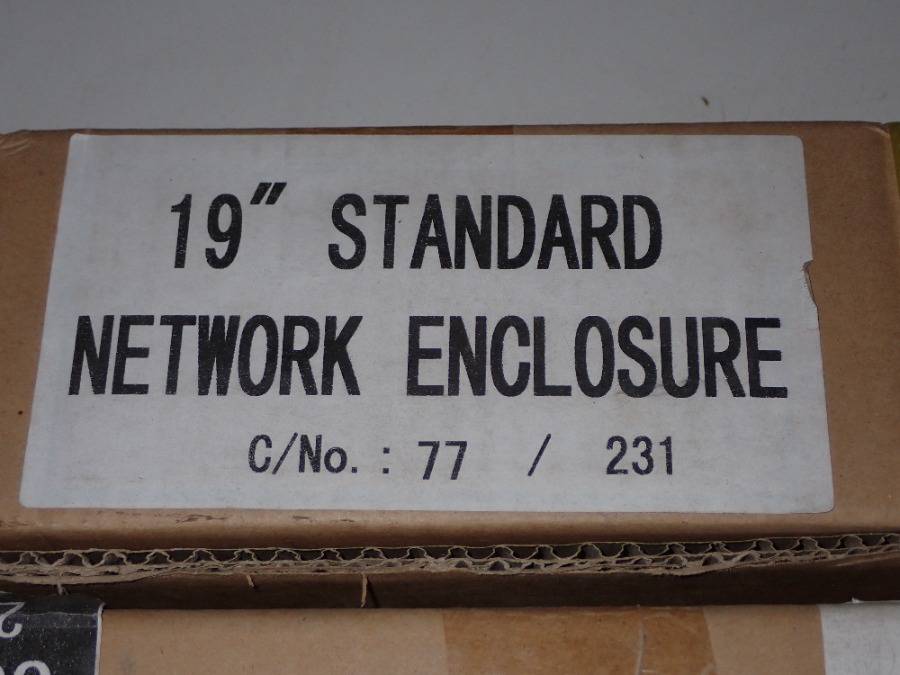 19" STANDARD
NETWORK ENCLOSURE
C/No. : 77 / 231